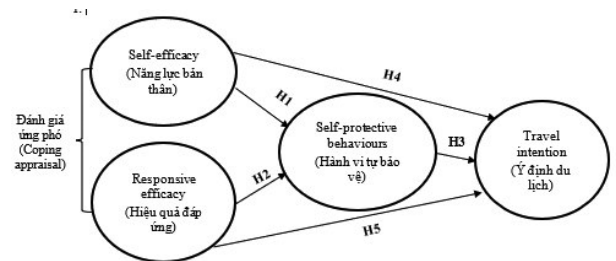 Self-efficacy
(Năng lực bản
thân)
H4
H1
Đánh giá
ứng phó
(Coping
appraisal)
Self-protective
behaviours
(Hành vi tự bảo
vệ)
H3
Travel
intention
(Ý định du
lịch)
Responsive
efficacy
(Hiệu quả đáp
ứng)
H2
H5